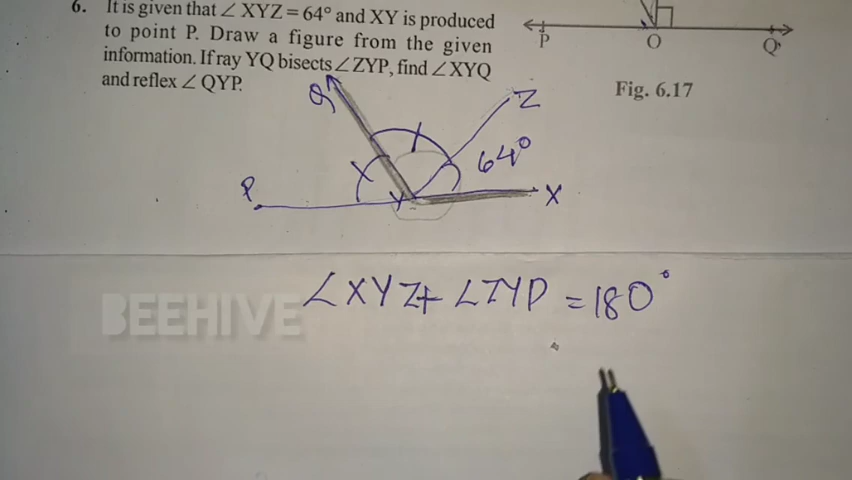 6. It is given that ∠ XYZ = 64° and XY is produced
to point P. Draw a figure from the given
information. If ray YQ bisects ∠ ZYP, find ∠ XYQ
and reflex ∠ QYP.
P
O
Q
Fig. 6.17
Q
Z
64°
P
Y
X
∠XYZ + ∠ZYP = 180°
BEEHIVE